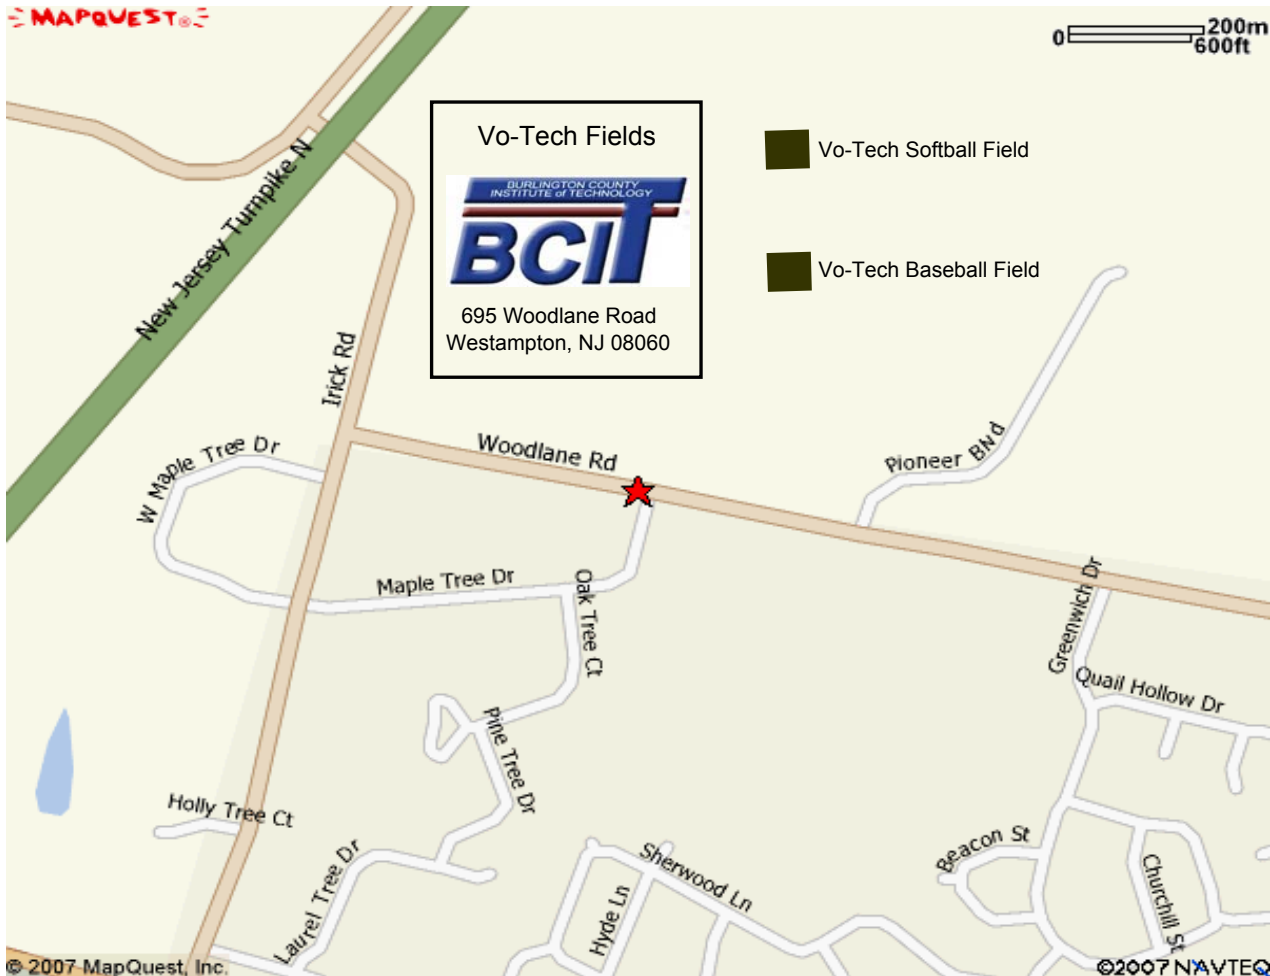 MAPQUEST®
0 200m
600ft
Vo-Tech Fields
BURLINGTON COUNTY
INSTITUTE of TECHNOLOGY
BCIT
695 Woodlane Road
Westampton, NJ 08060
Vo-Tech Softball Field
Vo-Tech Baseball Field
New Jersey Turnpike N
Irick Rd
W Maple Tree Dr
Woodlane Rd
Pioneer Blvd
Maple Tree Dr
Oak Tree Ct
Greenwich Dr
Quail Hollow Dr
Pine Tree Dr
Holly Tree Ct
Laurel Tree Dr
Sherwood Ln
Hyde Ln
Beacon St
Churchill St
© 2007 MapQuest, Inc.
©2007 NAVTEQ